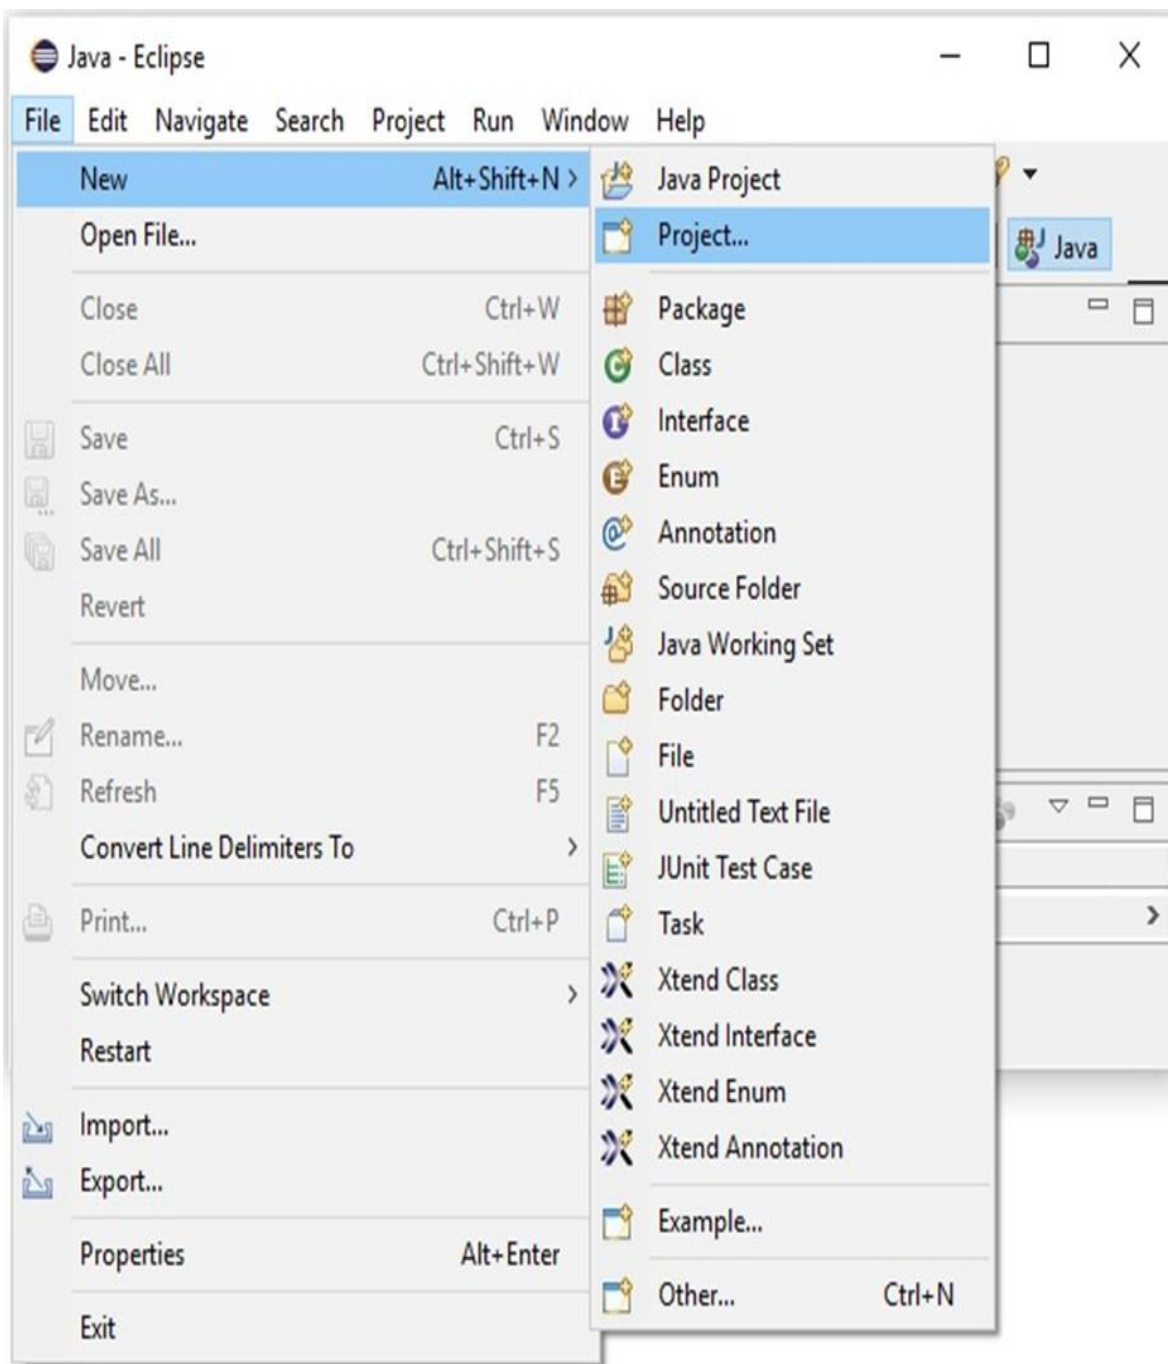 Java - Eclipse
File Edit Navigate Search Project Run Window Help
New Alt+Shift+N >
Open File...
Close Ctrl+W
Close All Ctrl+Shift+W
Save Ctrl+S
Save As...
Save All Ctrl+Shift+S
Revert
Move...
Rename... F2
Refresh F5
Convert Line Delimiters To >
Print... Ctrl+P
Switch Workspace >
Restart
Import...
Export...
Properties Alt+Enter
Exit
Java Project
Project...
Package
Class
Interface
Enum
Annotation
Source Folder
Java Working Set
Folder
File
Untitled Text File
JUnit Test Case
Task
Xtend Class
Xtend Interface
Xtend Enum
Xtend Annotation
Example...
Other... Ctrl+N
Java